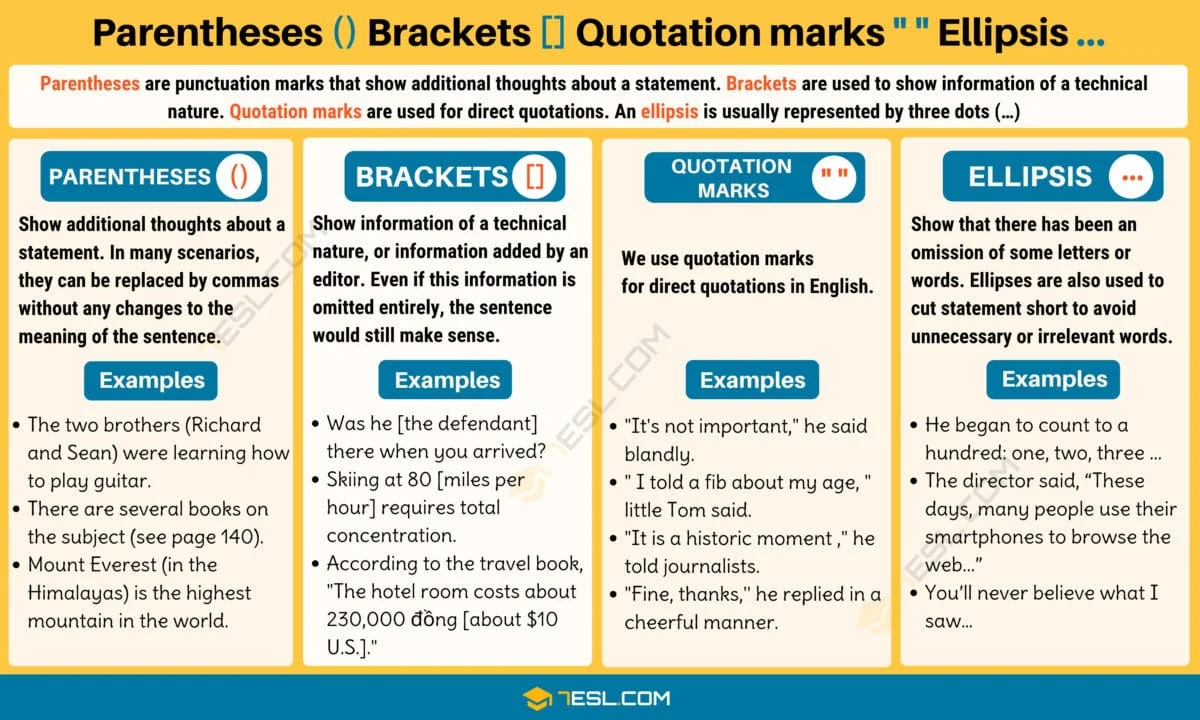 Parentheses () Brackets [] Quotation marks " " Ellipsis ...
Parentheses are punctuation marks that show additional thoughts about a statement. Brackets are used to show information of a technical
nature. Quotation marks are used for direct quotations. An ellipsis is usually represented by three dots (…)
PARENTHESES ()
Show additional thoughts about a
statement. In many scenarios,
they can be replaced by commas
without any changes to the
meaning of the sentence.
Examples
• The two brothers (Richard
and Sean) were learning how
to play guitar.
• There are several books on
the subject (see page 140).
• Mount Everest (in the
Himalayas) is the highest
mountain in the world.
BRACKETS []
Show information of a technical
nature, or information added by an
editor. Even if this information is
omitted entirely, the sentence
would still make sense.
Examples
• Was he [the defendant]
there when you arrived?
• Skiing at 80 [miles per
hour] requires total
concentration.
• According to the travel book,
"The hotel room costs about
230,000 đồng [about $10
U.S.]."
QUOTATION
MARKS " "
We use quotation marks
for direct quotations in English.
Examples
• "It's not important," he said
blandly.
• " I told a fib about my age, "
little Tom said.
• "It is a historic moment ," he
told journalists.
• "Fine, thanks," he replied in a
cheerful manner.
ELLIPSIS ...
Show that there has been an
omission of some letters or
words. Ellipses are also used to
cut statement short to avoid
unnecessary or irrelevant words.
Examples
• He began to count to a
hundred: one, two, three ...
• The director said, “These
days, many people use their
smartphones to browse the
web…”
• You’ll never believe what I
saw…
7ESL.COM
7ESL.COM
7ESL.COM
7ESL.COM